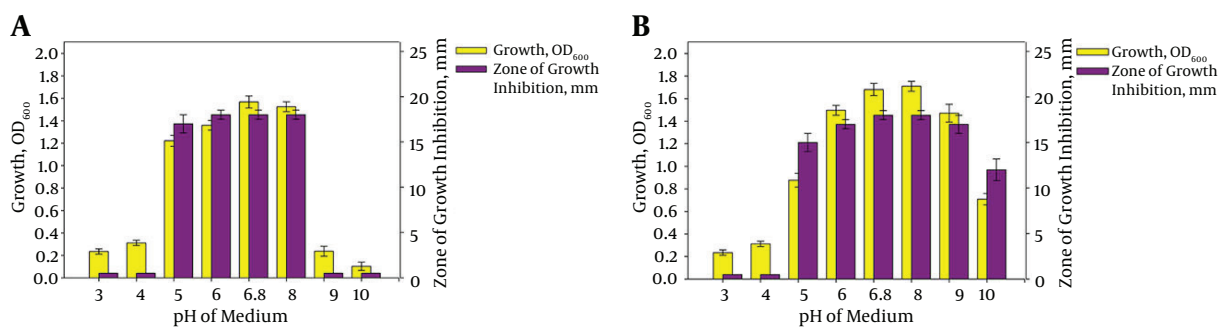 A
Growth, OD600
2.0
1.8
1.6
1.4
1.2
1.0
0.8
0.6
0.4
0.2
0.0
3 4 5 6 6.8 8 9 10
pH of Medium
25
20
15
10
5
0
Zone of Growth Inhibition, mm
Growth, OD600
Zone of Growth
Inhibition, mm
B
Growth, OD600
2.0
1.8
1.6
1.4
1.2
1.0
0.8
0.6
0.4
0.2
0.0
3 4 5 6 6.8 8 9 10
pH of Medium
25
20
15
10
5
0
Zone of Growth Inhibition, mm
Growth, OD600
Zone of Growth
Inhibition, mm